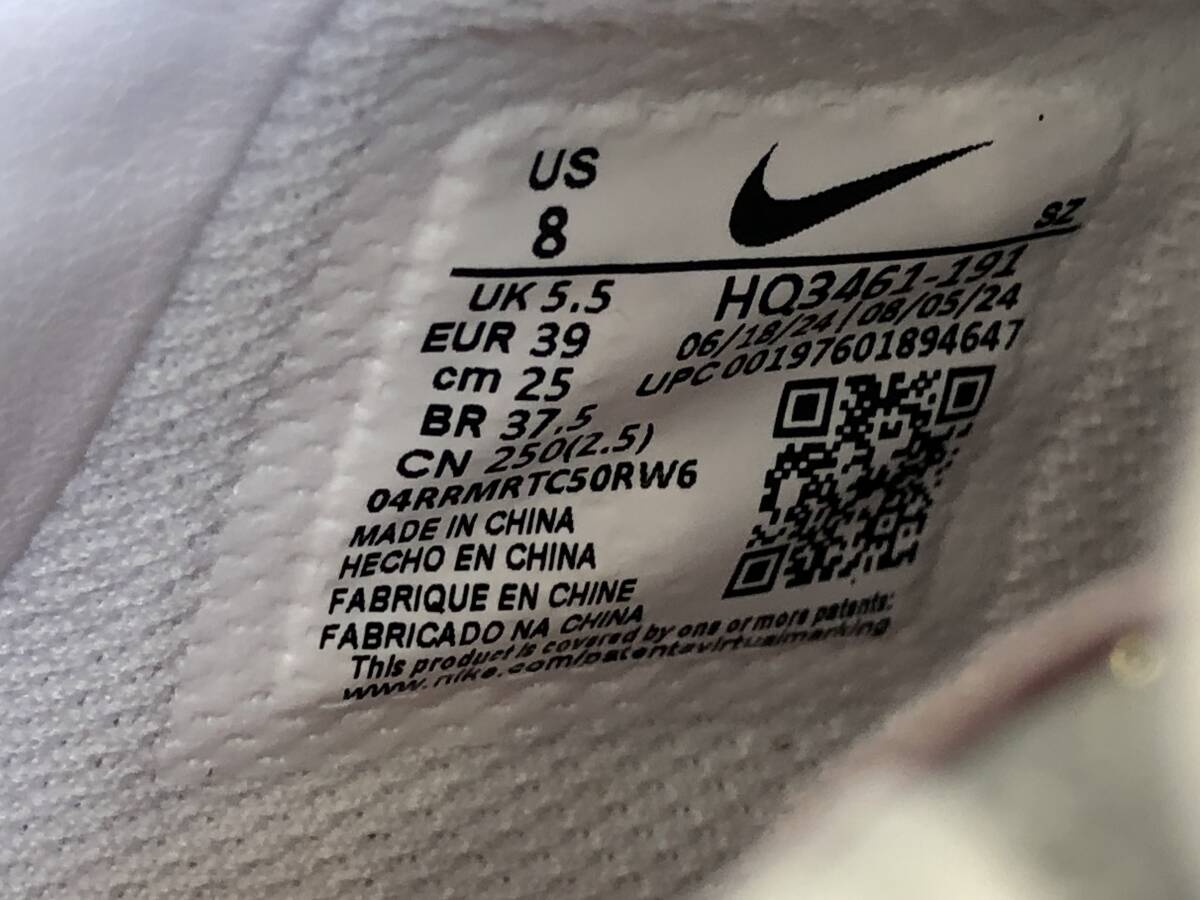 US
8
SZ
UK 5.5
EUR 39
cm 25
BR 37.5
CN 250(2.5)
04RRMRTC50RW6
MADE IN CHINA
HECHO EN CHINA
FABRIQUE EN CHINE
FABRICADO NA CHINA
This product is covered by one or more patents:
www.nike.com/patentavirtualmarking
HQ3461-191
06/18/24 / 08/05/24
UPC 00197601894647